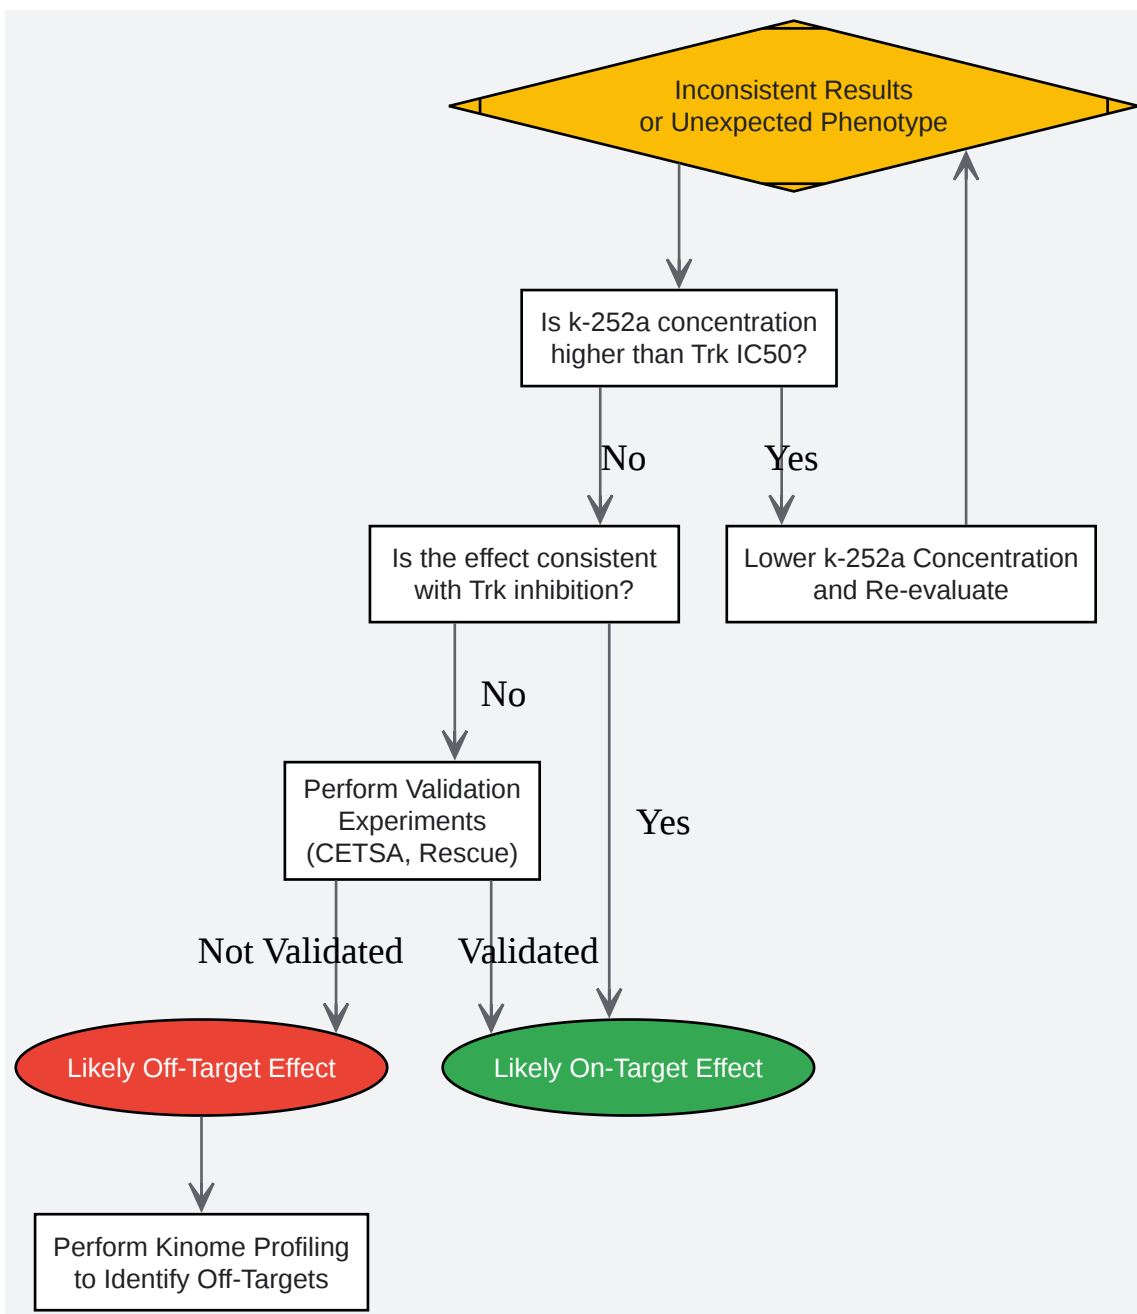 Inconsistent Results
or Unexpected Phenotype
Is k-252a concentration
higher than Trk IC50?
No
Yes
Is the effect consistent
with Trk inhibition?
Lower k-252a Concentration
and Re-evaluate
No
Perform Validation
Experiments
(CETSA, Rescue)
Yes
Not Validated
Validated
Likely Off-Target Effect
Likely On-Target Effect
Perform Kinome Profiling
to Identify Off-Targets